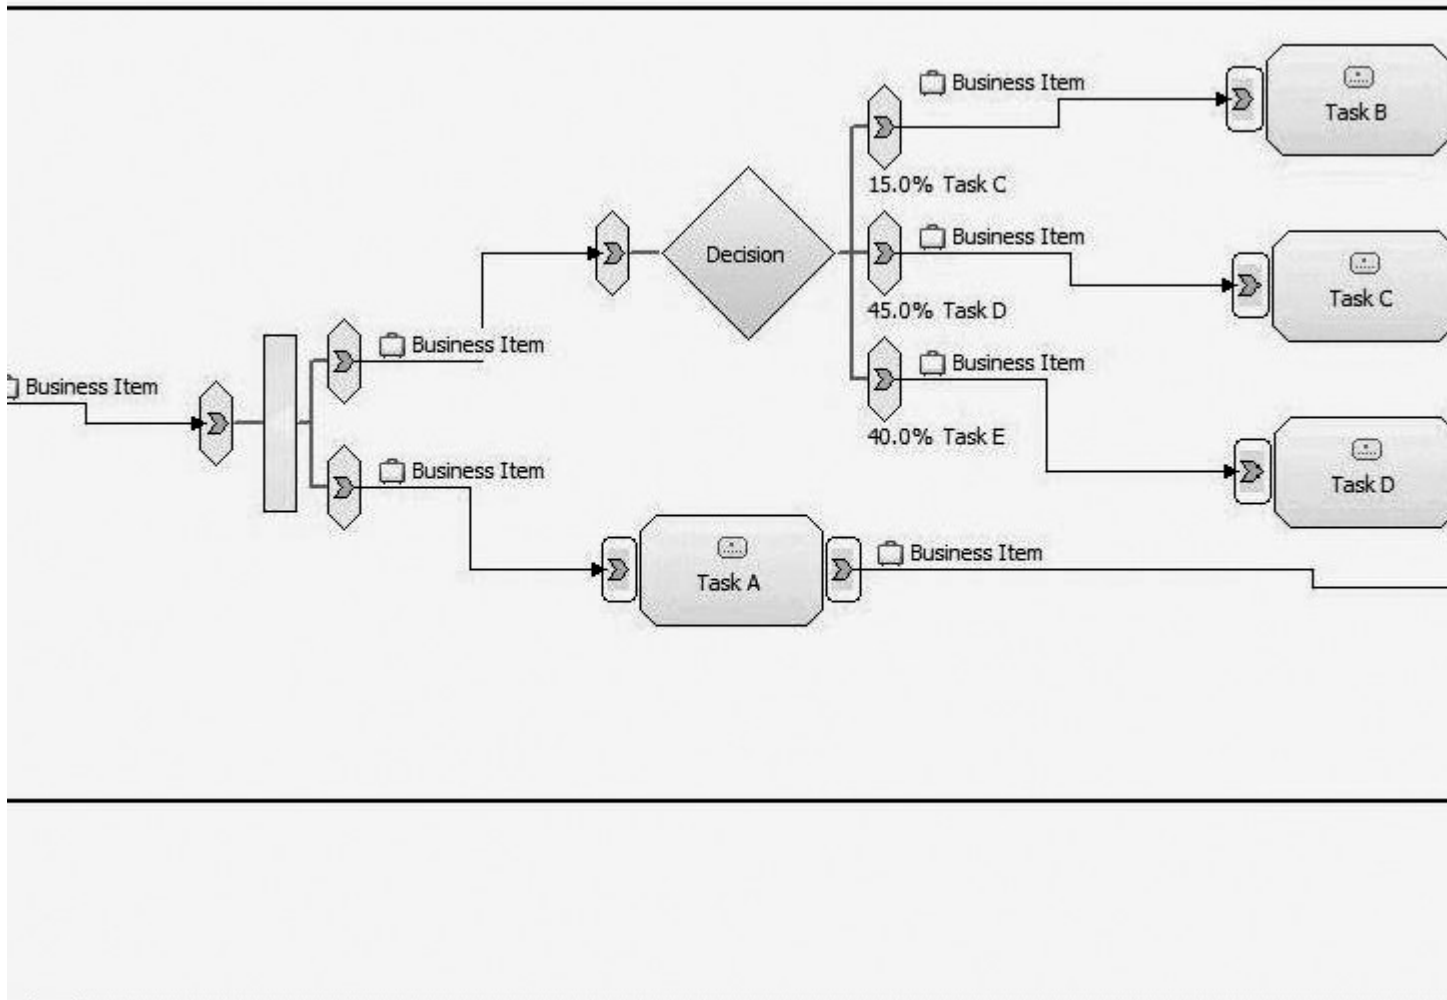 Business Item
Task B
15.0% Task C
Business Item
Decision
Task C
45.0% Task D
Business Item
Business Item
Business Item
40.0% Task E
Business Item
Task D
Business Item
Task A